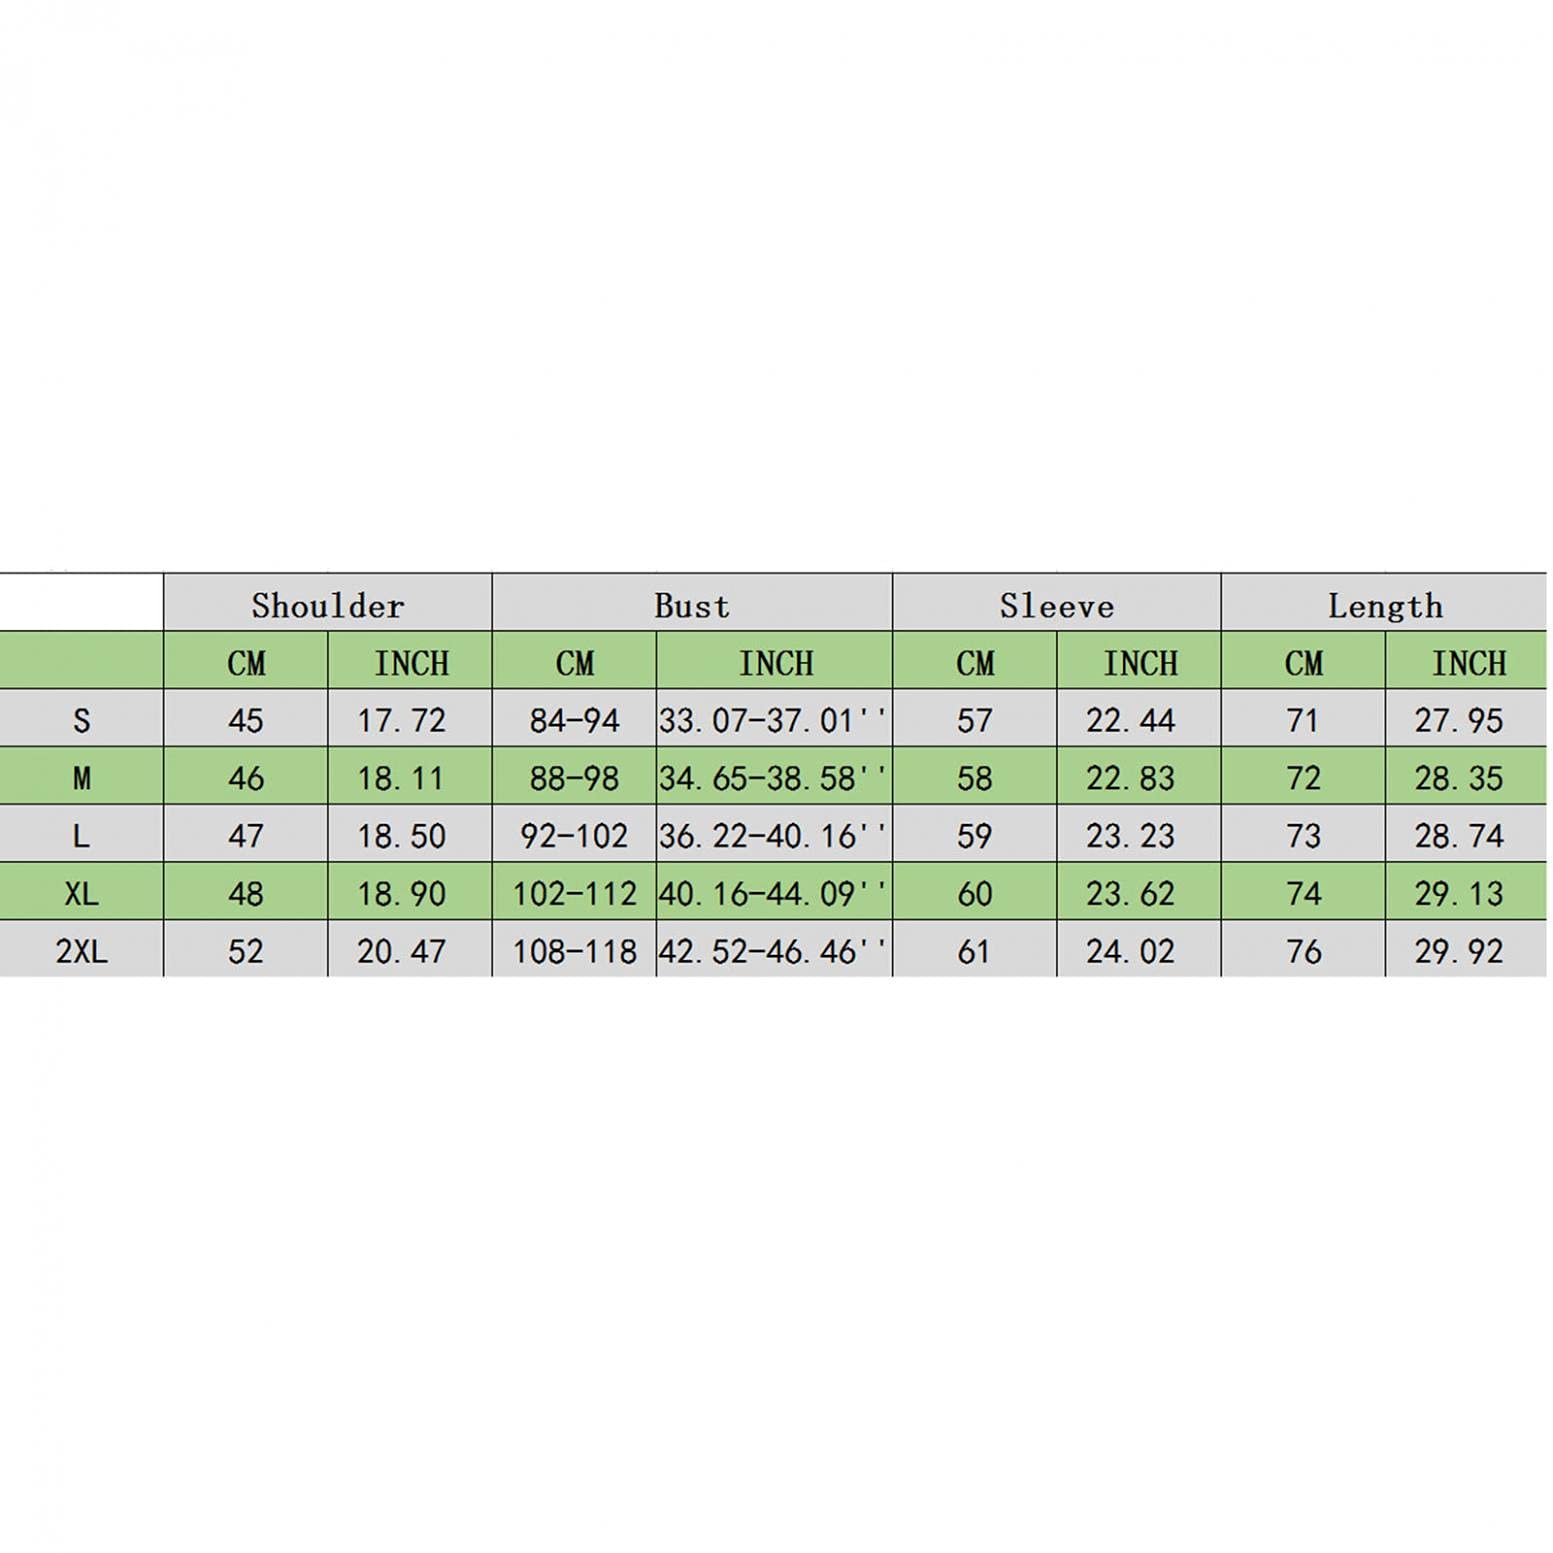 Shoulder Bust Sleeve Length
CM INCH CM INCH CM INCH CM INCH
S 45 17.72 84-94 33.07-37.01'' 57 22.44 71 27.95
M 46 18.11 88-98 34.65-38.58'' 58 22.83 72 28.35
L 47 18.50 92-102 36.22-40.16'' 59 23.23 73 28.74
XL 48 18.90 102-112 40.16-44.09'' 60 23.62 74 29.13
2XL 52 20.47 108-118 42.52-46.46'' 61 24.02 76 29.92